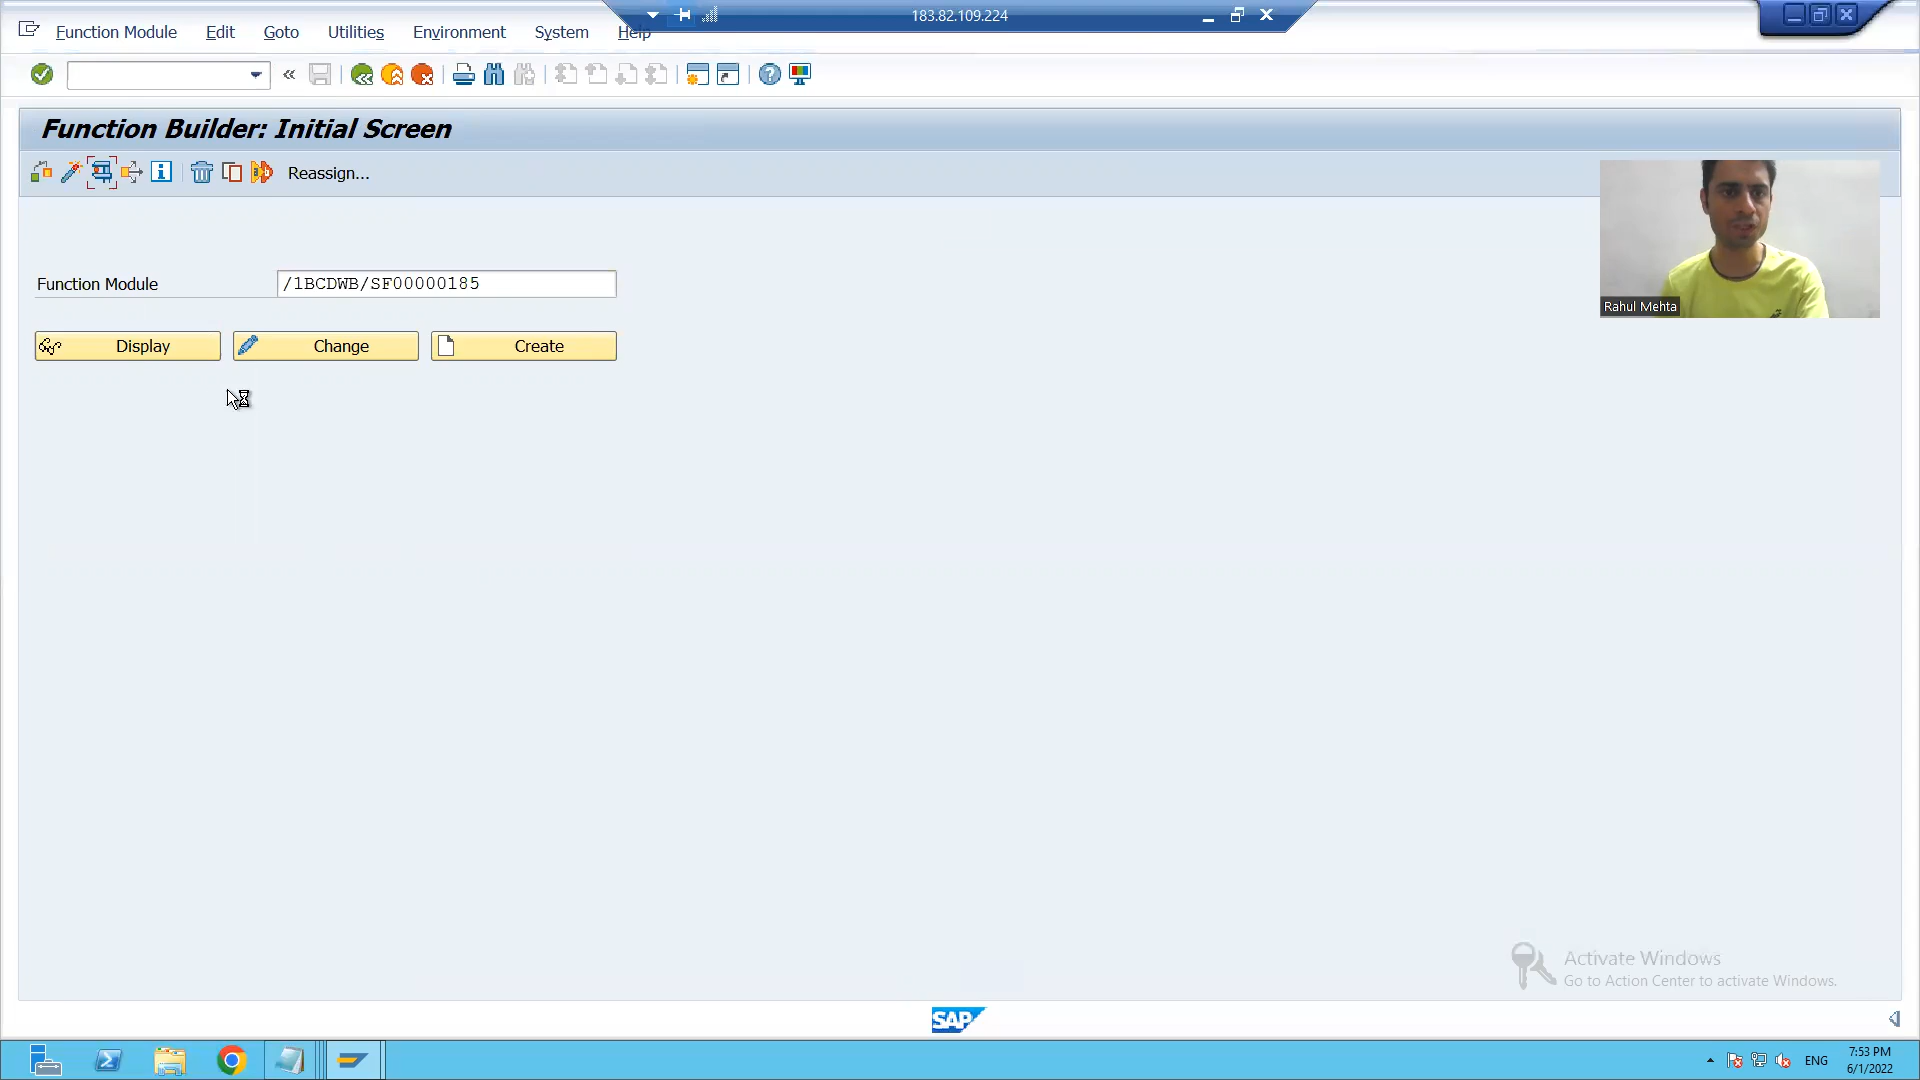 183.82.109.224
Function Module Edit Goto Utilities Environment System Help
Function Builder: Initial Screen
Reassign...
Function Module /1BCDWB/SF00000185
Display Change Create
Rahul Mehta
Activate Windows
Go to Action Center to activate Windows.
SAP
ENG
7:53 PM
6/1/2022